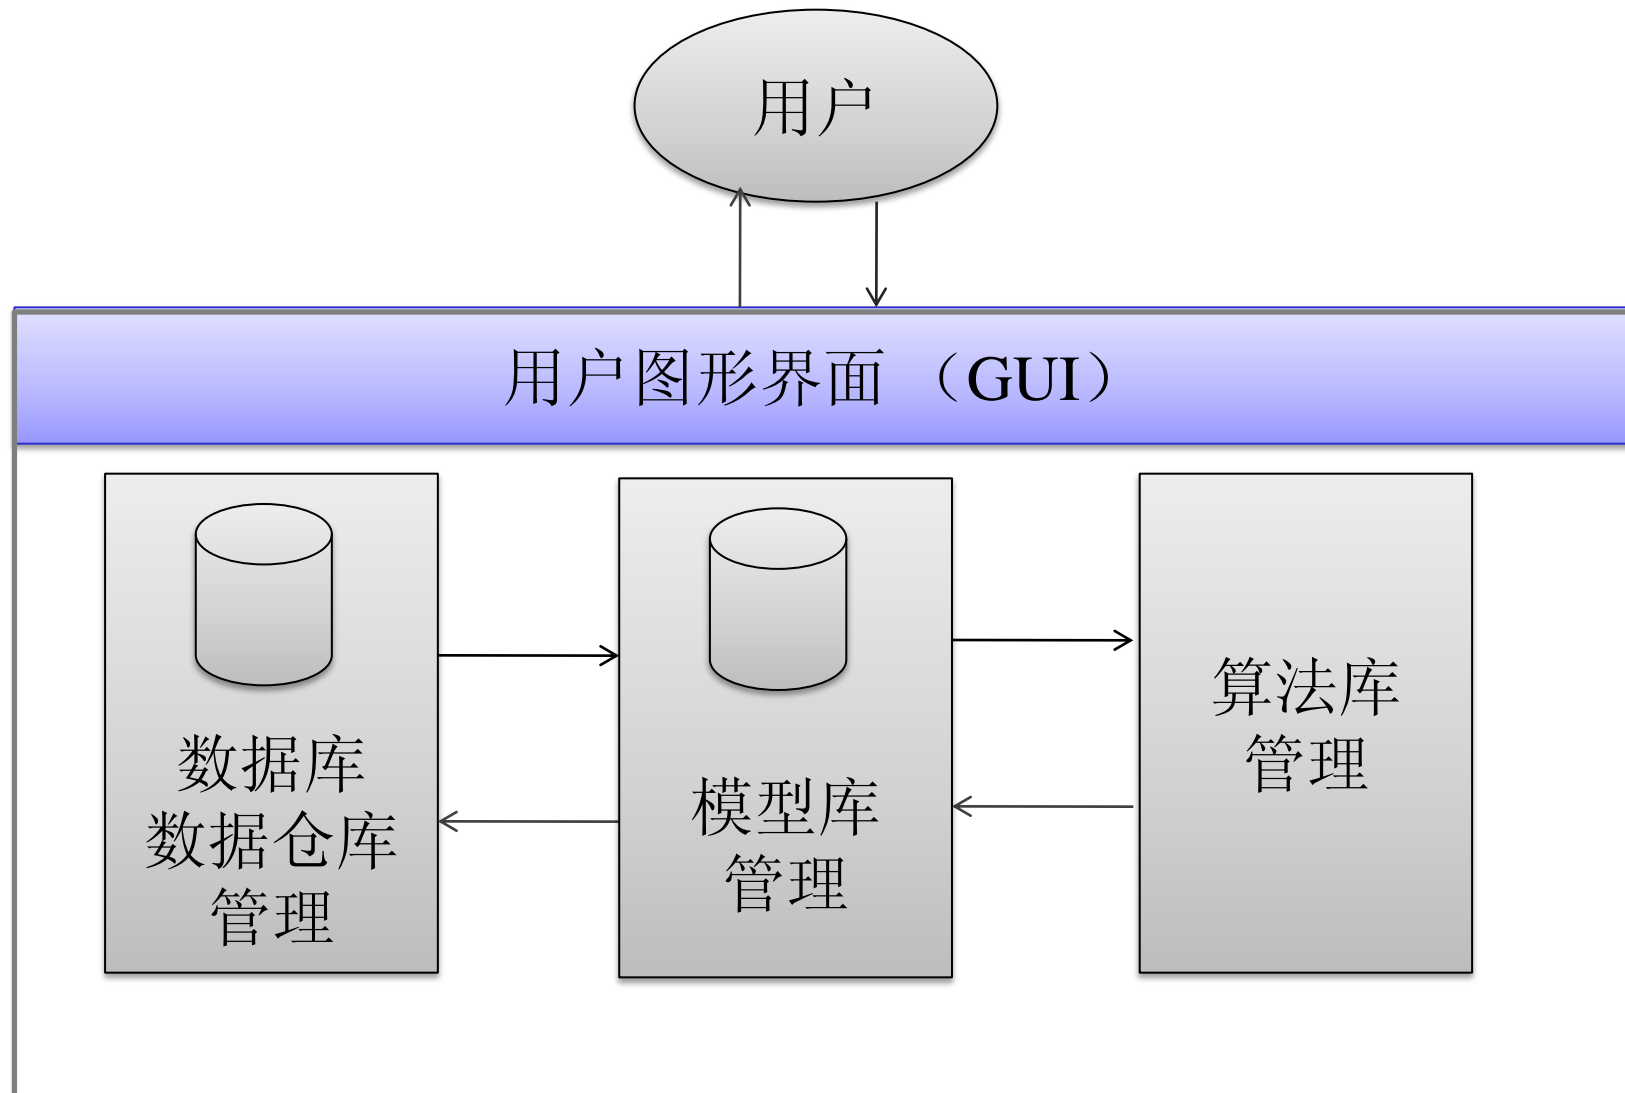 用户
用户图形界面 （GUI）
数据库
数据仓库
管理
模型库
管理
算法库
管理